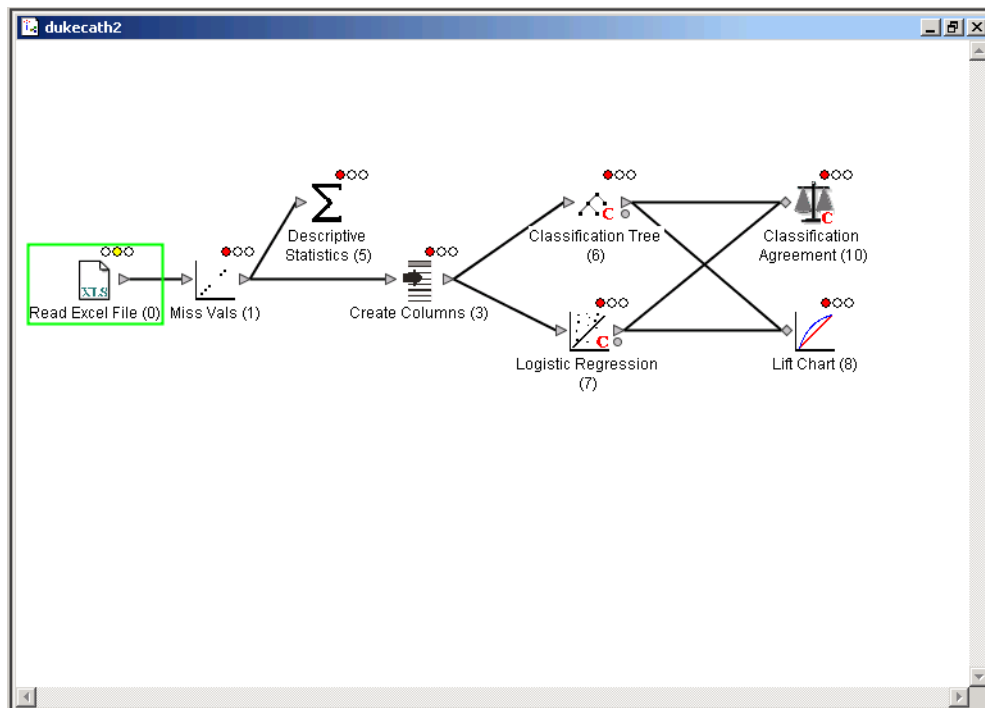 dukecath2
Descriptive
Statistics (5)
Classification Tree
(6)
C
Classification
Agreement (10)
C
XLS
Read Excel File (0)
Miss Vals (1)
Create Columns (3)
Logistic Regression
(7)
C
Lift Chart (8)